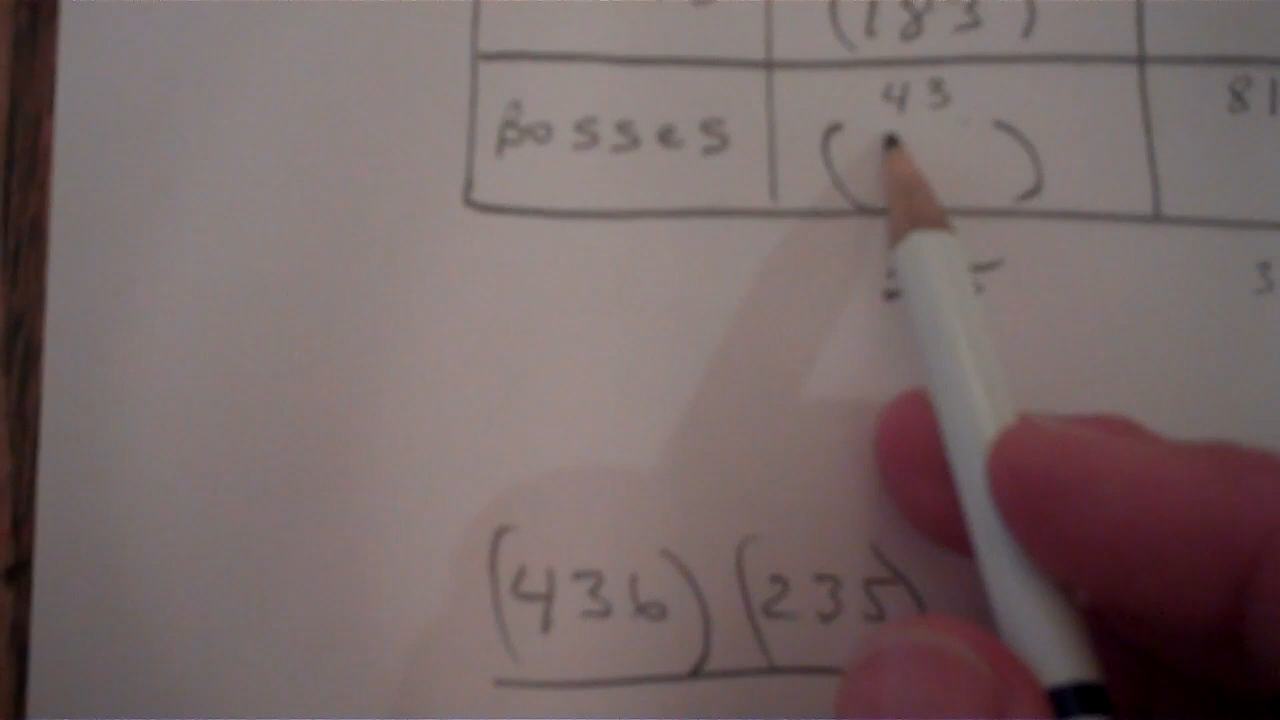 (183)
Bosses 43 81
( )
(436) (235)